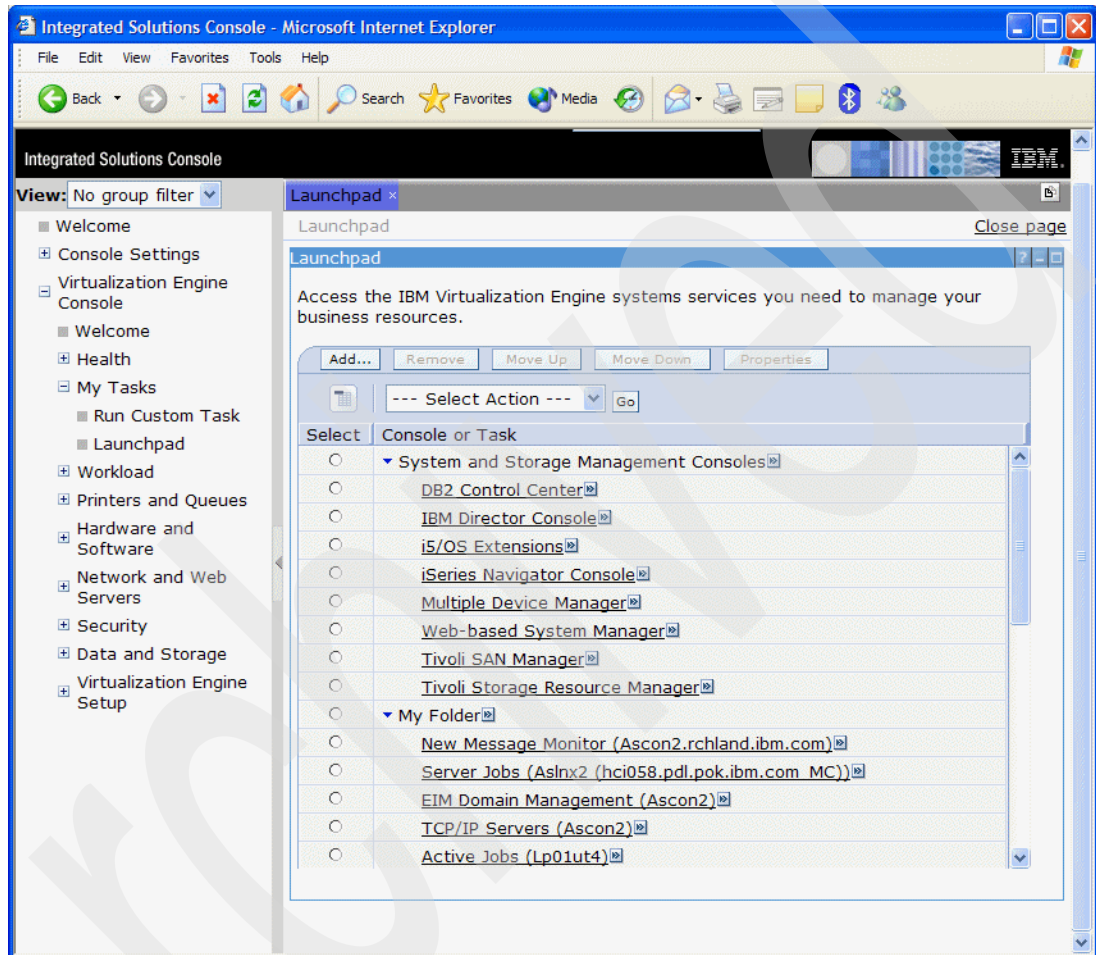 Integrated Solutions Console - Microsoft Internet Explorer
File Edit View Favorites Tools Help
Back Search Favorites Media
Integrated Solutions Console
IBM.
View: No group filter
Welcome
Console Settings
Virtualization Engine
Console
Welcome
Health
My Tasks
Run Custom Task
Launchpad
Workload
Printers and Queues
Hardware and
Software
Network and Web
Servers
Security
Data and Storage
Virtualization Engine
Setup
Launchpad ×
Launchpad Close page
Launchpad
Access the IBM Virtualization Engine systems services you need to manage your
business resources.
Add... Remove Move Up Move Down Properties
--- Select Action --- Go
Select Console or Task
System and Storage Management Consoles
DB2 Control Center
IBM Director Console
i5/OS Extensions
iSeries Navigator Console
Multiple Device Manager
Web-based System Manager
Tivoli SAN Manager
Tivoli Storage Resource Manager
My Folder
New Message Monitor (Ascon2.rchland.ibm.com)
Server Jobs (Aslnx2 (hci058.pdl.pok.ibm.com_MC))
EIM Domain Management (Ascon2)
TCP/IP Servers (Ascon2)
Active Jobs (Lp01ut4)